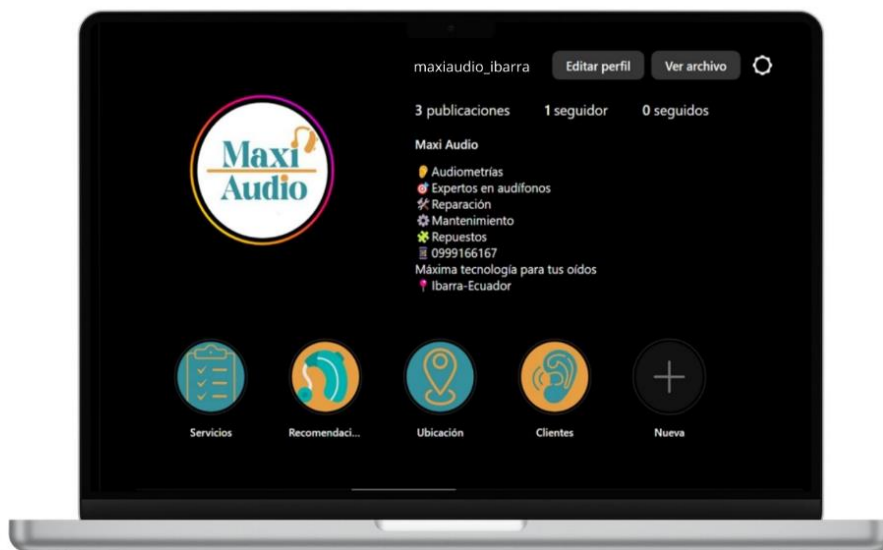 maxiaudio_ibarra Editar perfil Ver archivo
3 publicaciones 1 seguidor 0 seguidos
Maxi Audio
Maxi
Audio
Audiometrías
Expertos en audífonos
Reparación
Mantenimiento
Repuestos
0999166167
Máxima tecnología para tus oídos
Ibarra-Ecuador
Servicios Recomendaci... Ubicación Clientes Nueva